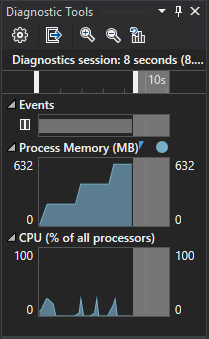 Diagnostic Tools
Diagnostics session: 8 seconds (8....
10s
Events
Process Memory (MB)
632 632
0 0
CPU (% of all processors)
100 100
0 0